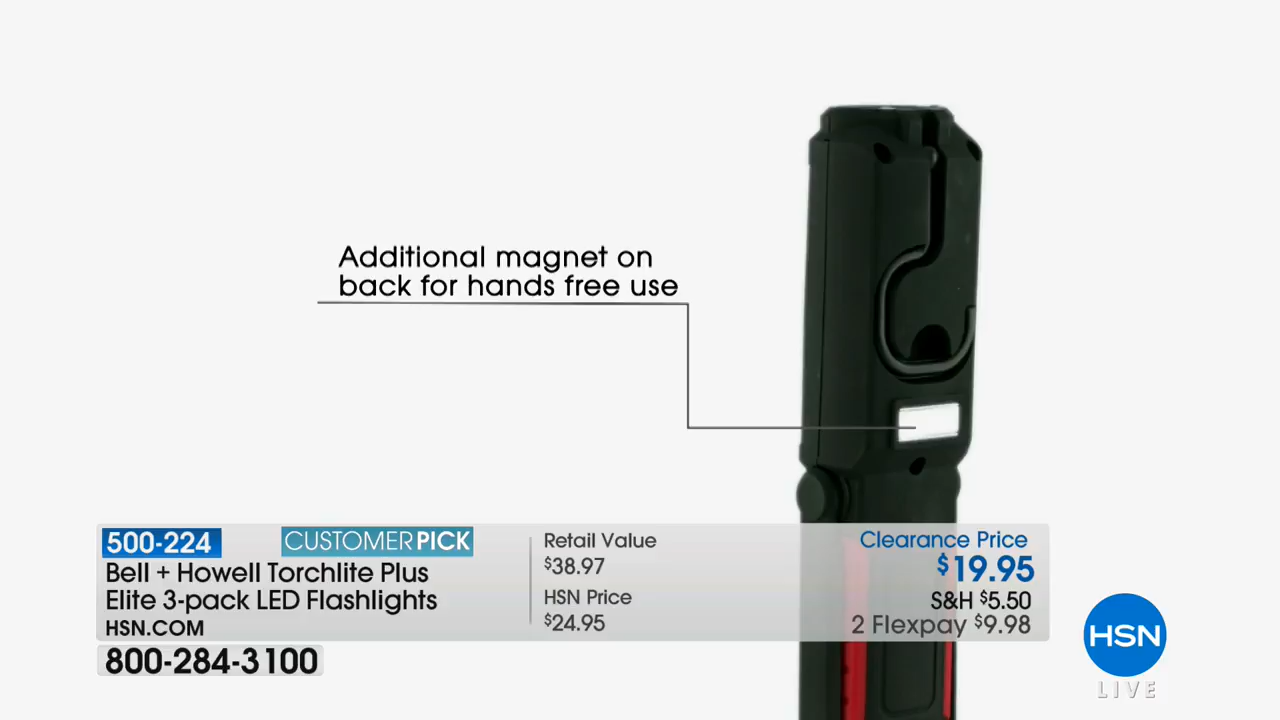 Additional magnet on
back for hands free use
500-224
CUSTOMERPICK
Bell + Howell Torchlite Plus
Elite 3-pack LED Flashlights
HSN.COM
800-284-3100
Retail Value
$38.97
HSN Price
$24.95
Clearance Price
$19.95
S&H $5.50
2 Flexpay $9.98
HSN
LIVE